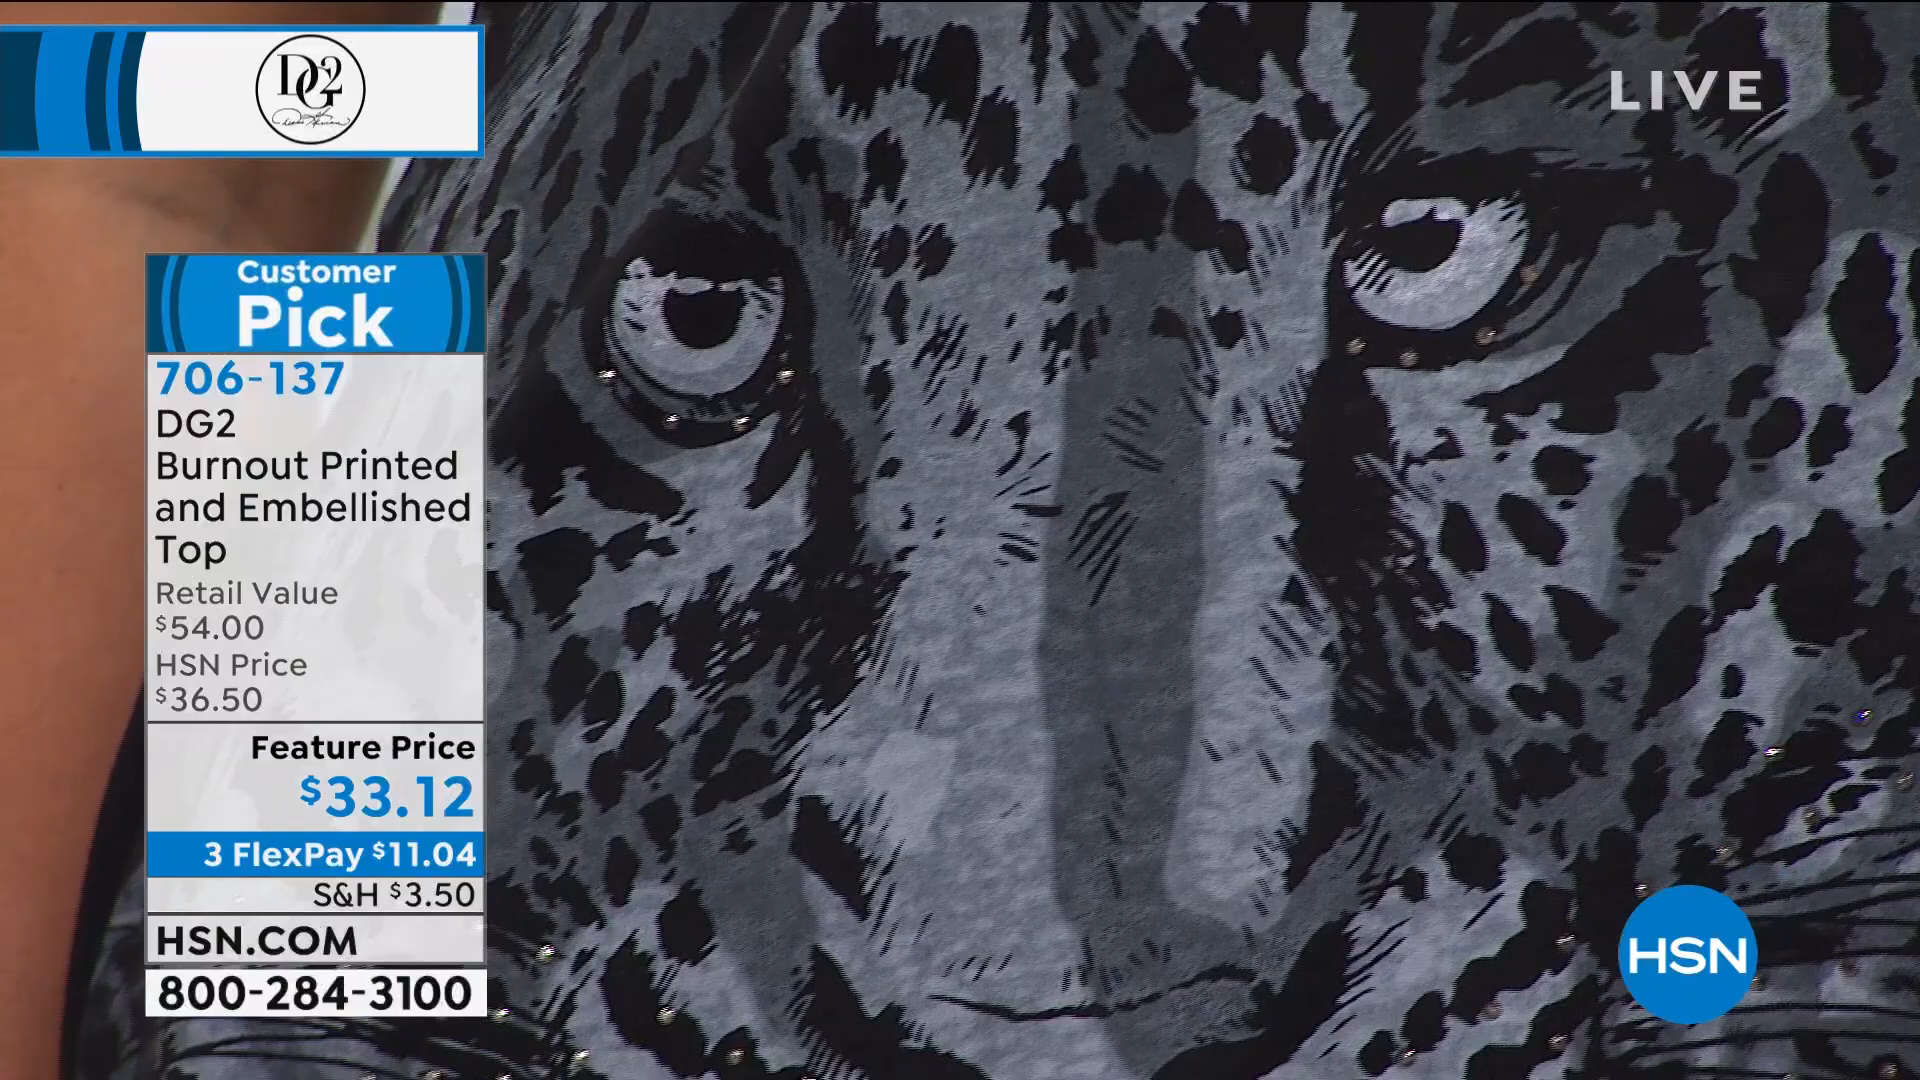 DG2
LIVE
Customer
Pick
706-137
DG2
Burnout Printed
and Embellished
Top
Retail Value
$54.00
HSN Price
$36.50
Feature Price
$33.12
3 FlexPay $11.04
S&H $3.50
HSN.COM
800-284-3100
HSN